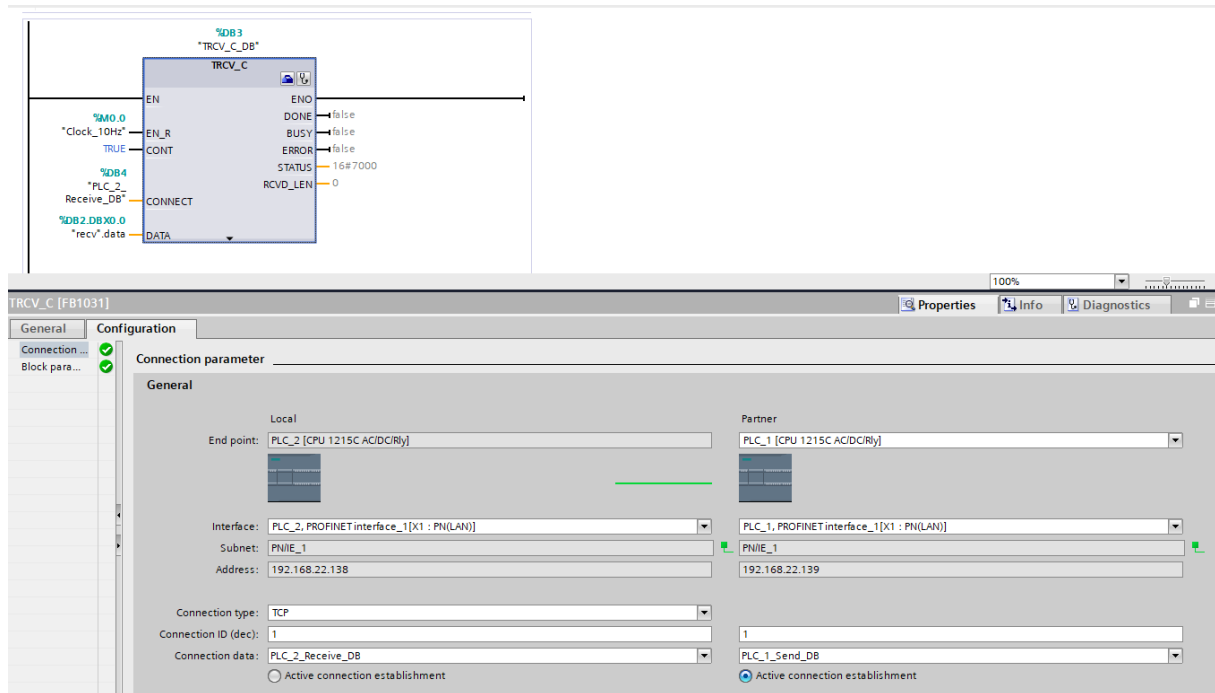 %DB3
"TRCV_C_DB"
TRCV_C
EN ENO
%M0.0
"Clock_10Hz" EN_R
DONE false
BUSY false
TRUE CONT
ERROR false
STATUS 16#7000
%DB4
"PLC_2_
Receive_DB" CONNECT
RCVD_LEN 0
%DB2.DBX0.0
"recv".data DATA
100%
TRCV_C [FB1031]
Properties Info Diagnostics
General Configuration
Connection ...
Block para...
Connection parameter
General
Local Partner
End point: PLC_2 [CPU 1215C AC/DC/Rly] PLC_1 [CPU 1215C AC/DC/Rly]
Interface: PLC_2, PROFINET interface_1[X1 : PN(LAN)] PLC_1, PROFINET interface_1[X1 : PN(LAN)]
Subnet: PN/IE_1 PN/IE_1
Address: 192.168.22.138 192.168.22.139
Connection type: TCP
Connection ID (dec): 1 1
Connection data: PLC_2_Receive_DB PLC_1_Send_DB
Active connection establishment Active connection establishment